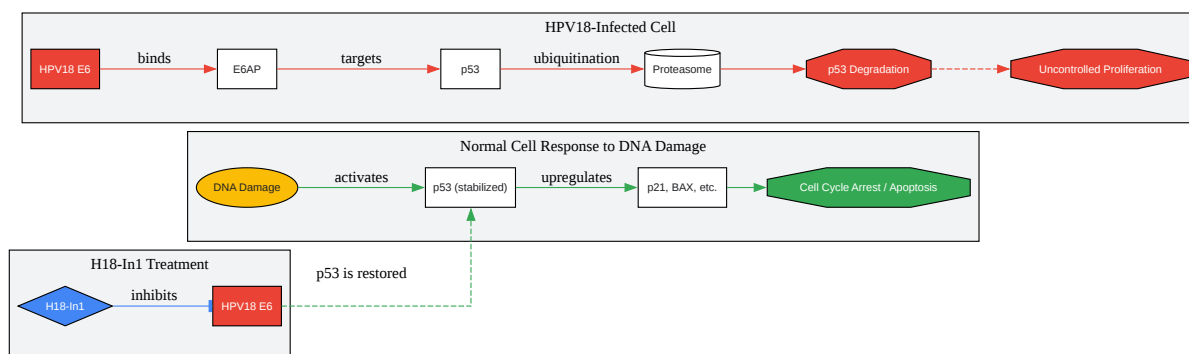 HPV18-Infected Cell
HPV18 E6
binds
E6AP
targets
p53
ubiquitination
Proteasome
p53 Degradation
Uncontrolled Proliferation
Normal Cell Response to DNA Damage
DNA Damage
activates
p53 (stabilized)
upregulates
p21, BAX, etc.
Cell Cycle Arrest / Apoptosis
H18-In1 Treatment
H18-In1
inhibits
HPV18 E6
p53 is restored